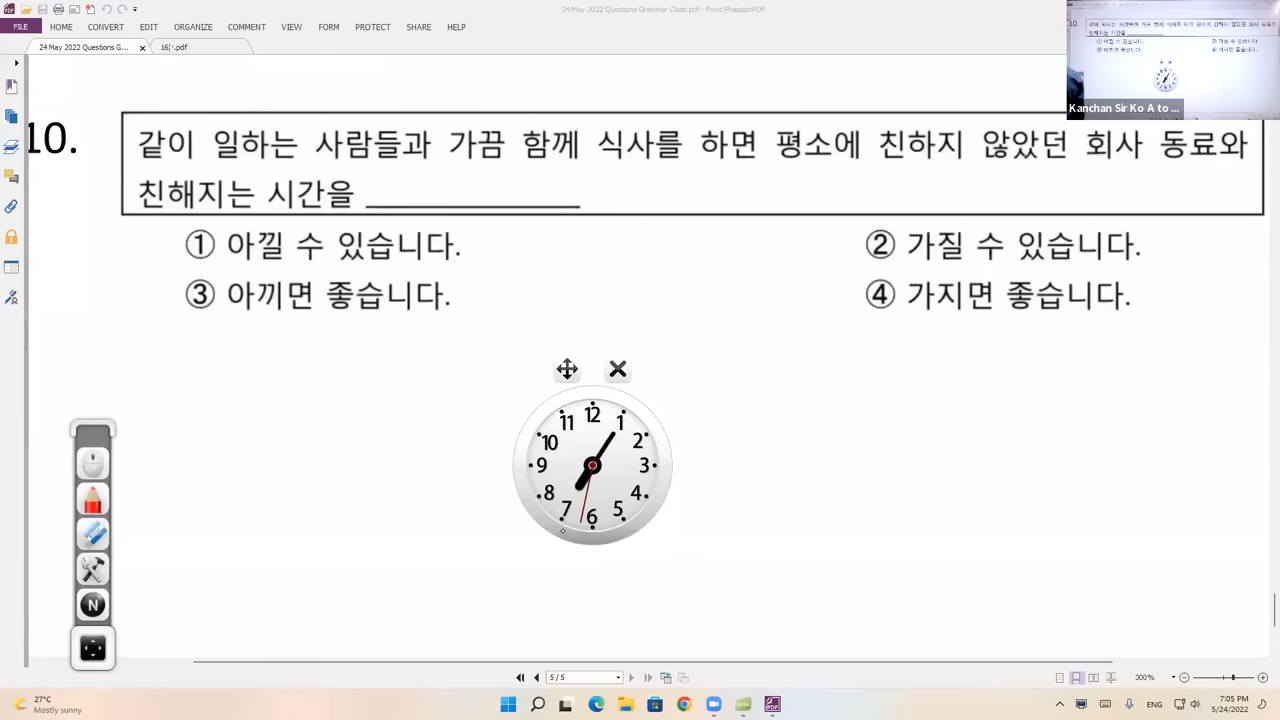 24 May 2022 Questions Grammar Class.pdf - Foxit PhantomPDF
FILE HOME CONVERT EDIT ORGANIZE COMMENT VIEW FORM PROTECT SHARE HELP
24 May 2022 Questions G...
Kanchan Sir Ko A to ...
10.
같이 일하는 사람들과 가끔 함께 식사를 하면 평소에 친하지 않았던 회사 동료와
친해지는 시간을
① 아낄 수 있습니다.
② 가질 수 있습니다.
③ 아끼면 좋습니다.
④ 가지면 좋습니다.
12
11 1
10 2
9 3
8 4
7 5
6
N
5 / 5
300%
27°C
Mostly sunny
ENG
7:05 PM
5/24/2022